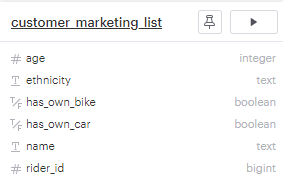 customer_marketing_list
# age integer
T ethnicity text
T/F has_own_bike boolean
T/F has_own_car boolean
T name text
# rider_id bigint